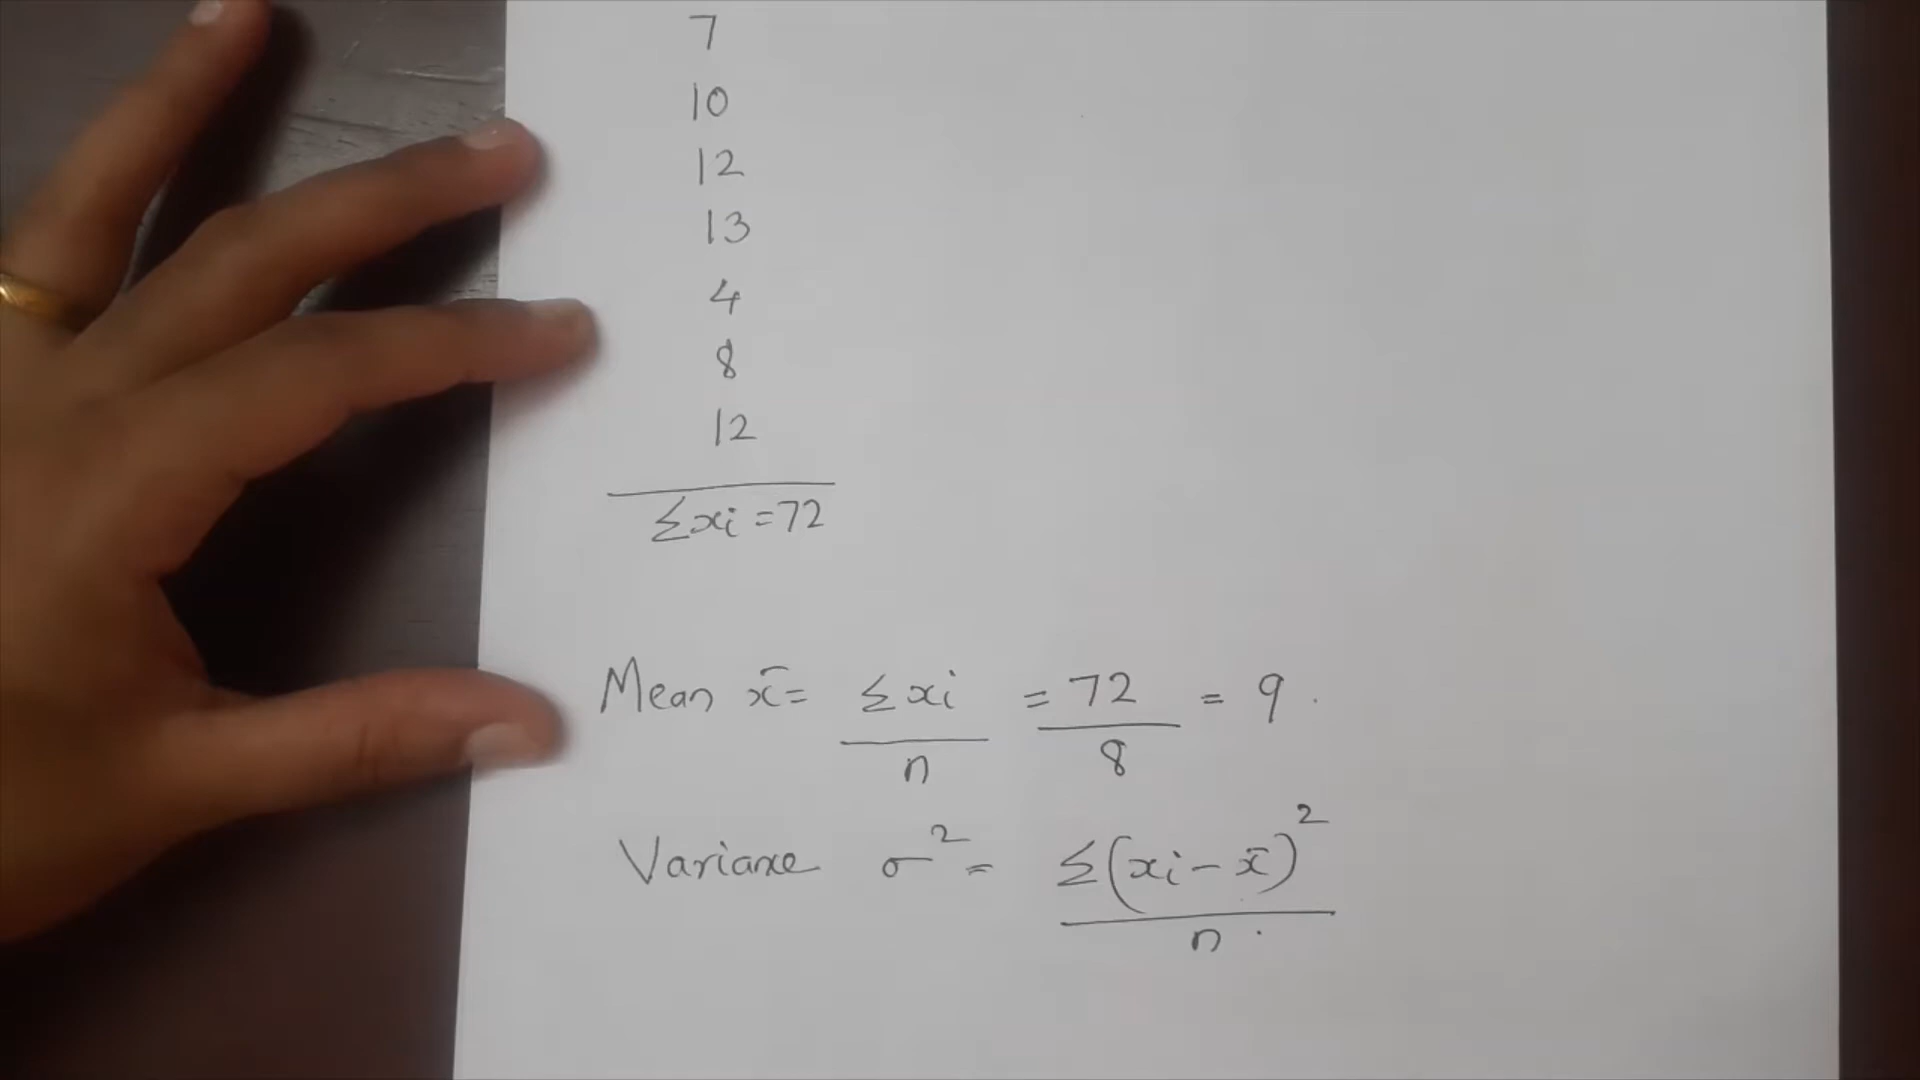 7
10
12
13
4
8
12
Σxi = 72
Mean x̄ = Σxi / n = 72 / 8 = 9.
Variance σ² = Σ(xi - x̄)² / n.